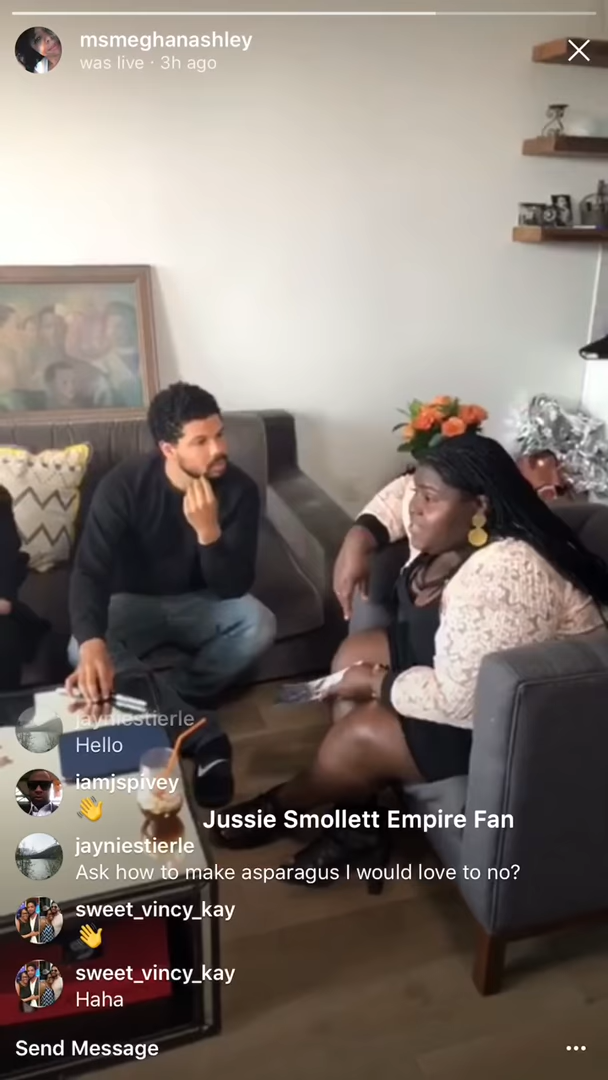 msmeghanashley
was live · 3h ago
jayniestierle
Hello
iamjspivey
👋
Jussie Smollett Empire Fan
jayniestierle
Ask how to make asparagus I would love to no?
sweet_vincy_kay
👋
sweet_vincy_kay
Haha
Send Message